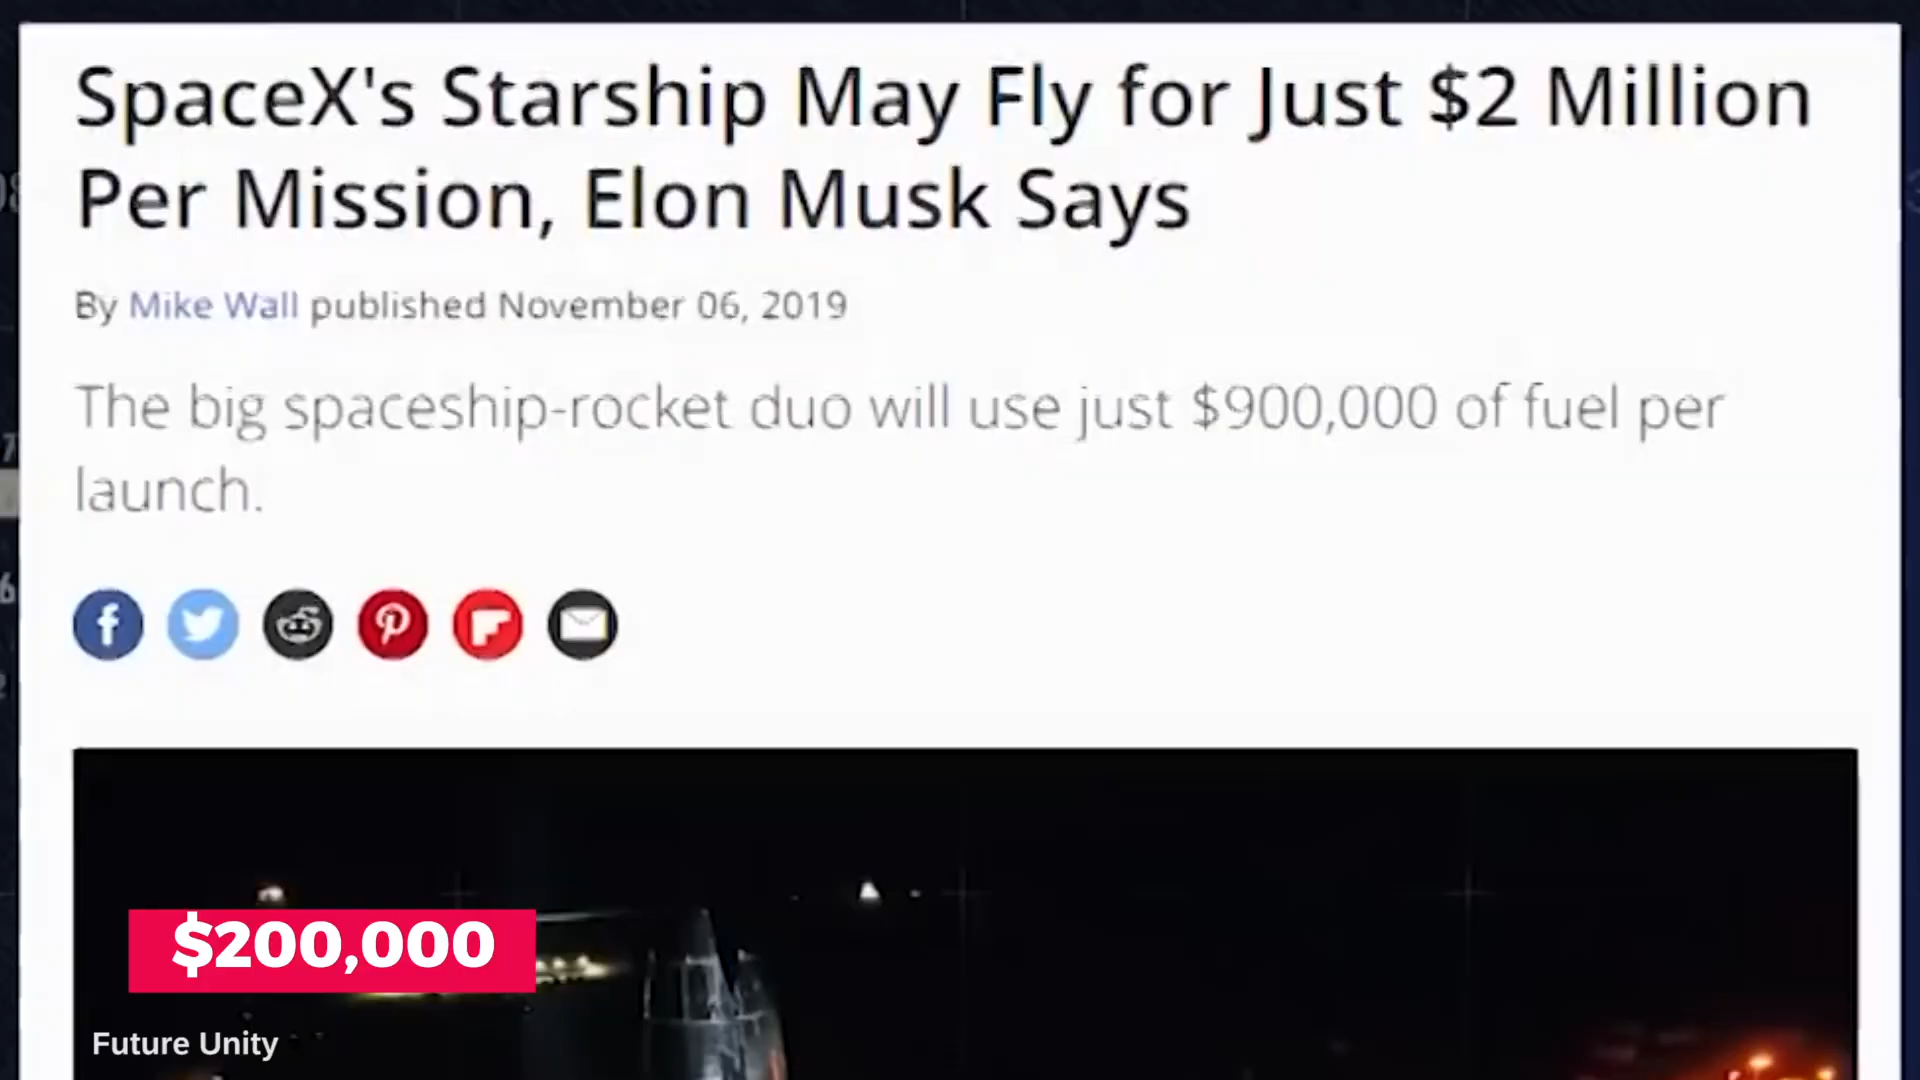 SpaceX's Starship May Fly for Just $2 Million
Per Mission, Elon Musk Says
By Mike Wall published November 06, 2019
The big spaceship-rocket duo will use just $900,000 of fuel per
launch.
$200,000
Future Unity